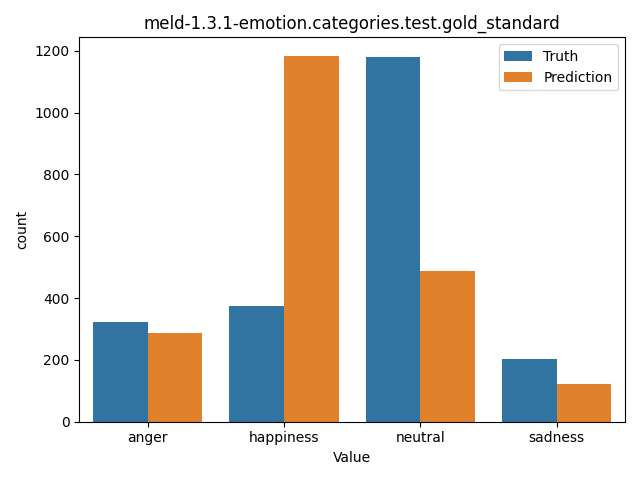 meld-1.3.1-emotion.categories.test.gold_standard
Truth
Prediction
1200
1000
800
600
400
200
0
count
anger happiness neutral sadness
Value